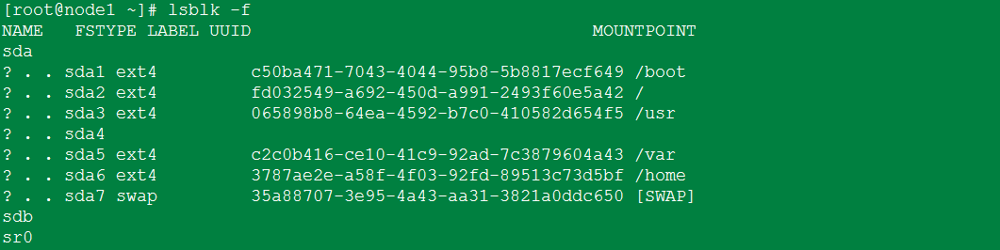 [root@node1 ~]# lsblk -f
NAME   FSTYPE LABEL UUID                                 MOUNTPOINT
sda
? . . sda1 ext4         c50ba471-7043-4044-95b8-5b8817ecf649 /boot
? . . sda2 ext4         fd032549-a692-450d-a991-2493f60e5a42 /
? . . sda3 ext4         065898b8-64ea-4592-b7c0-410582d654f5 /usr
? . . sda4
? . . sda5 ext4         c2c0b416-ce10-41c9-92ad-7c3879604a43 /var
? . . sda6 ext4         3787ae2e-a58f-4f03-92fd-89513c73d5bf /home
? . . sda7 swap         35a88707-3e95-4a43-aa31-3821a0ddc650 [SWAP]
sdb
sr0